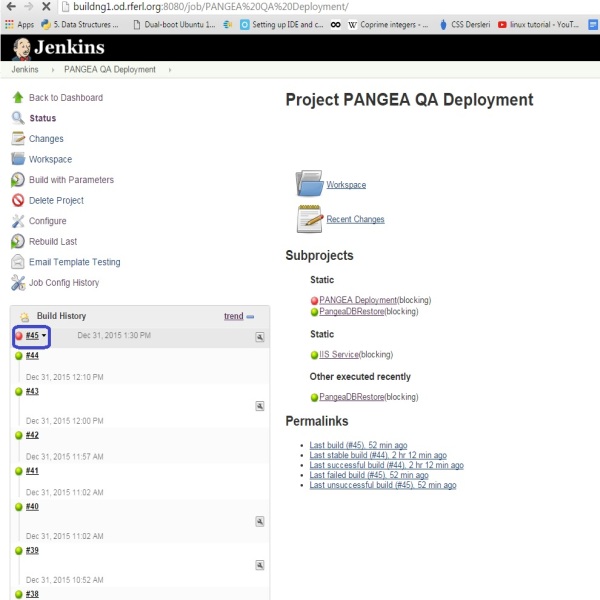 buildng1.od.rferl.org:8080/job/PANGEA%20QA%20Deployment/
Apps
5. Data Structures ...
Dual-boot Ubuntu 1
Setting up IDE and c...
Coprime integers - ...
CSS Dersleri
linux tutorial - YouT...
Jenkins
Jenkins › PANGEA QA Deployment ›
Back to Dashboard
Status
Changes
Workspace
Build with Parameters
Delete Project
Configure
Rebuild Last
Email Template Testing
Job Config History
Build History trend
#45 Dec 31, 2015 1:30 PM
#44
Dec 31, 2015 12:10 PM
#43
Dec 31, 2015 12:00 PM
#42
Dec 31, 2015 11:57 AM
#41
Dec 31, 2015 11:02 AM
#40
Dec 31, 2015 11:02 AM
#39
Dec 31, 2015 10:52 AM
#38
Project PANGEA QA Deployment
Workspace
Recent Changes
Subprojects
Static
PANGEA Deployment(blocking)
PangeaDBRestore(blocking)
Static
IIS Service(blocking)
Other executed recently
PangeaDBRestore(blocking)
Permalinks
Last build (#45), 52 min ago
Last stable build (#44), 2 hr 12 min ago
Last successful build (#44), 2 hr 12 min ago
Last failed build (#45), 52 min ago
Last unsuccessful build (#45), 52 min ago